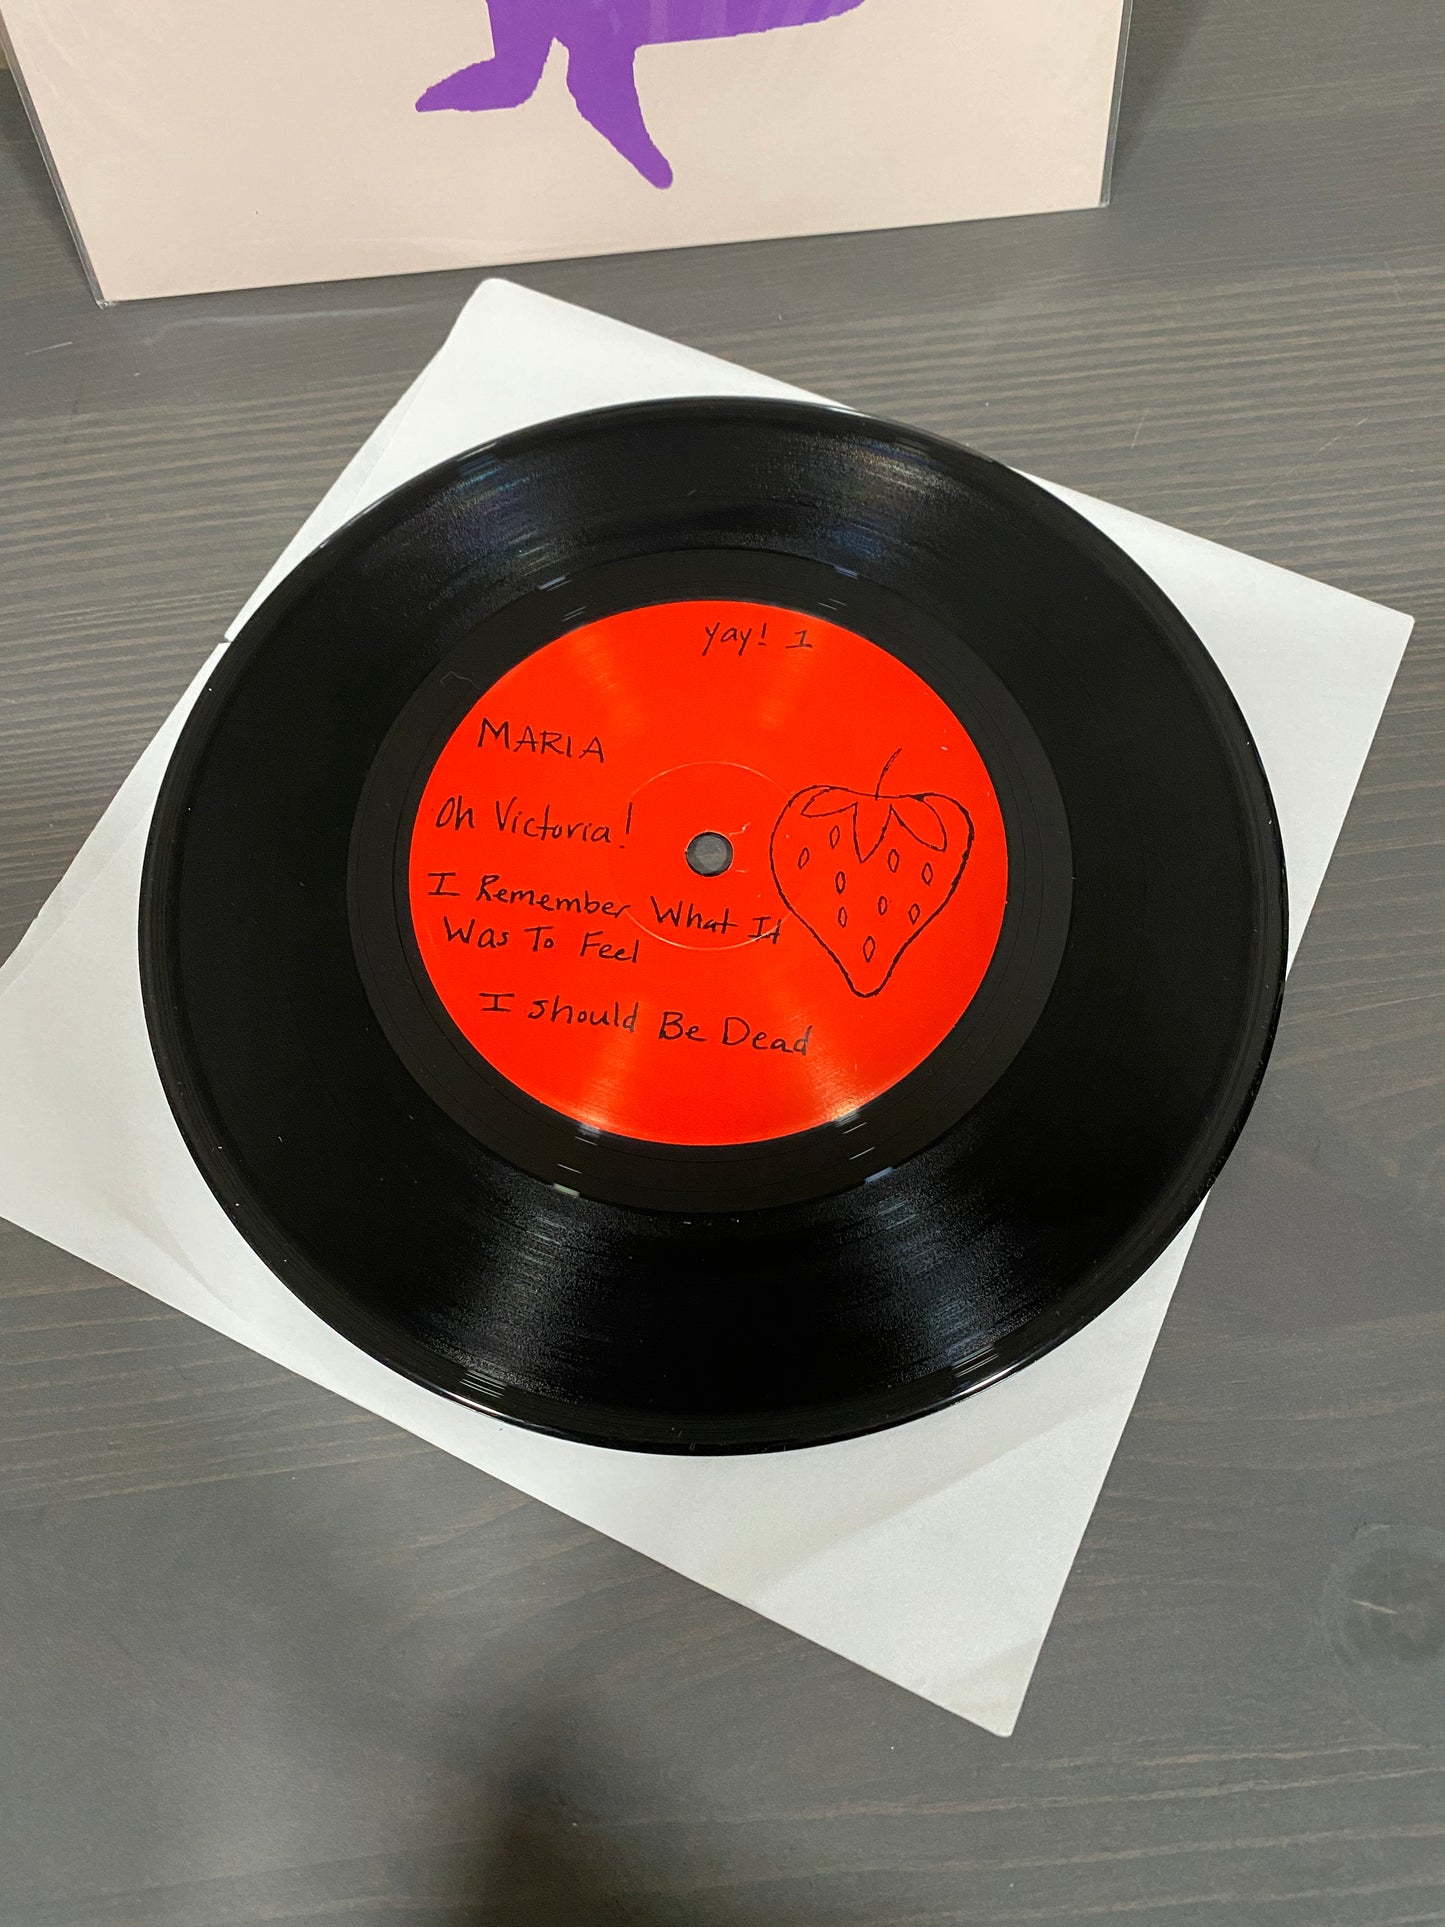 yay! 1
MARIA
Oh Victoria!
I Remember What It
Was To Feel
I should Be Dead